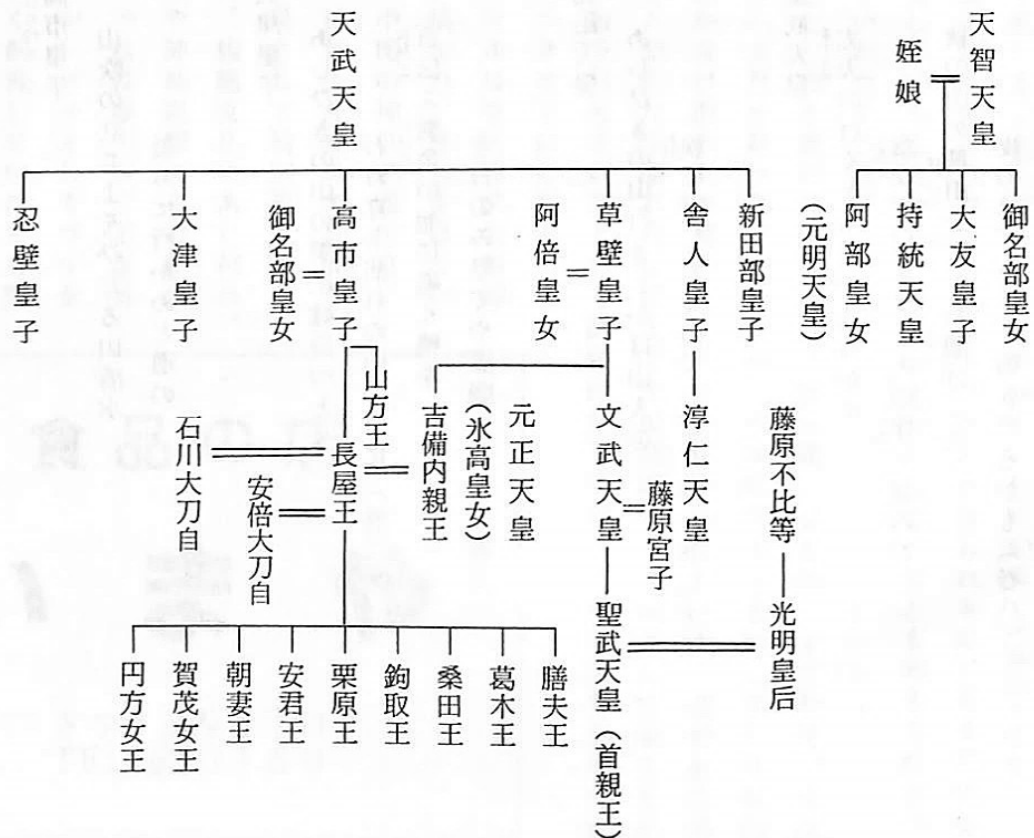 天智天皇
姪娘
御名部皇女
大友皇子
持統天皇
阿部皇女
(元明天皇)
天武天皇
新田部皇子
舎人皇子
草壁皇子
阿倍皇女
高市皇子
御名部皇女
大津皇子
忍壁皇子
藤原不比等
光明皇后
淳仁天皇
藤原宮子
文武天皇
聖武天皇(首親王)
元正天皇
(氷高皇女)
吉備内親王
山方王
長屋王
安倍大刀自
石川大刀自
膳夫王
葛木王
桑田王
鉤取王
栗原王
安君王
朝妻王
賀茂女王
円方女王